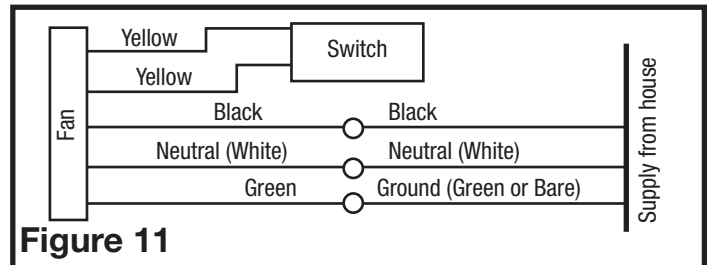 Yellow
Switch
Yellow
Black
Black
Neutral (White)
Neutral (White)
Green
Ground (Green or Bare)
Fan
Supply from house
Figure 11